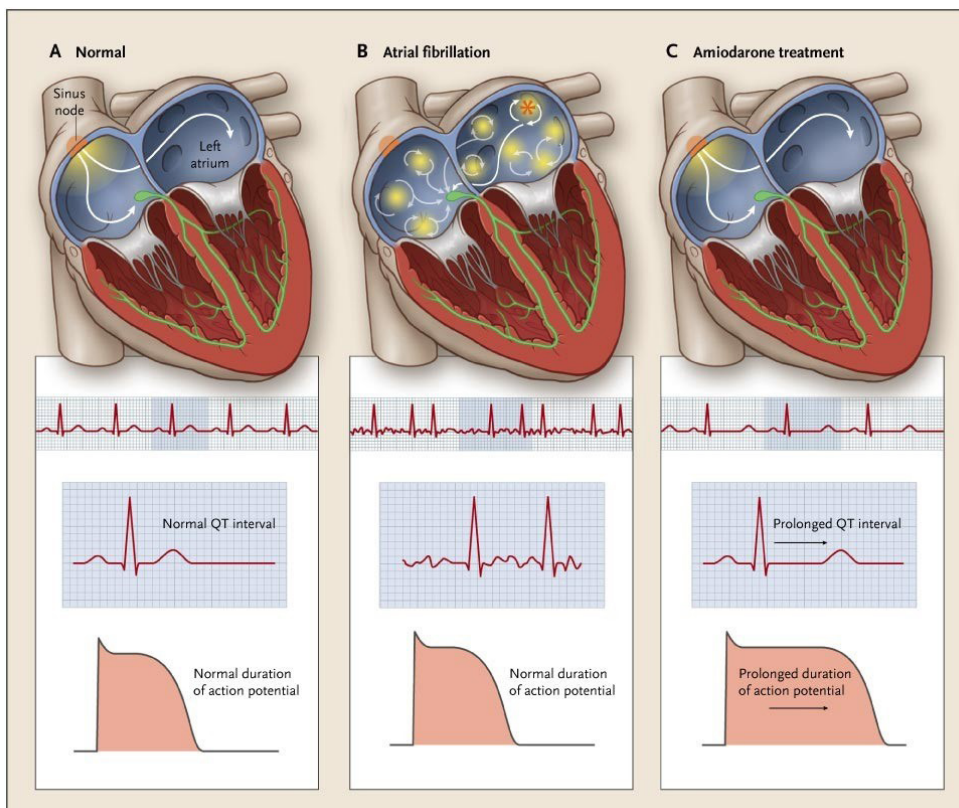 A Normal
Sinus
node
Left
atrium
Normal QT interval
Normal duration
of action potential
B Atrial fibrillation
Normal duration
of action potential
C Amiodarone treatment
Prolonged QT interval
Prolonged duration
of action potential